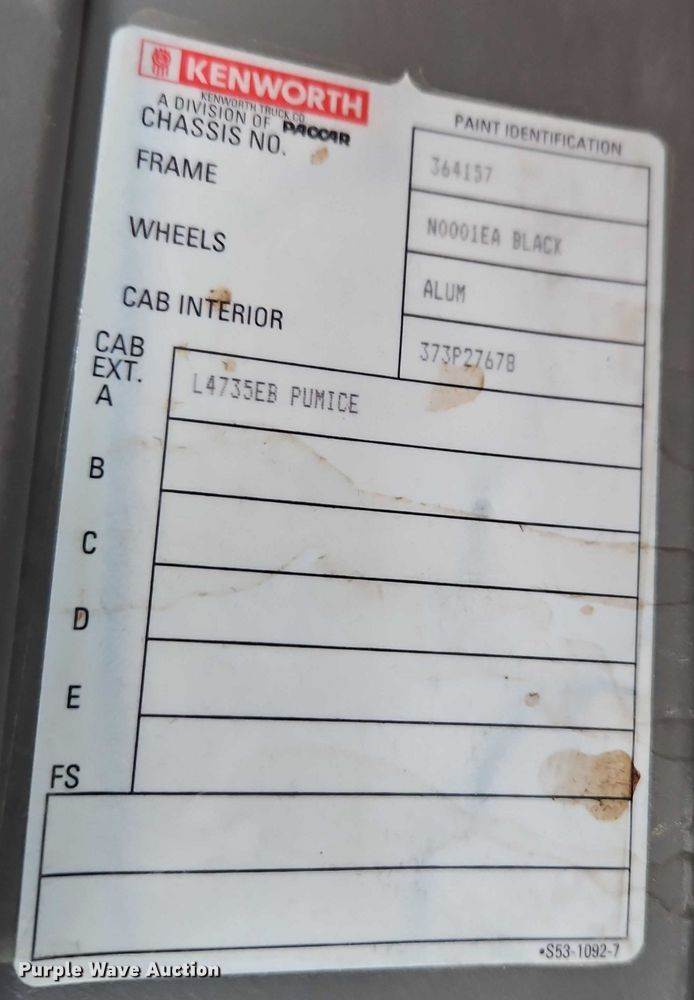 KENWORTH
KENWORTH TRUCK CO.
A DIVISION OF PACCAR
PAINT IDENTIFICATION
CHASSIS NO. 364157
FRAME N0001EA BLACK
WHEELS ALUM
CAB INTERIOR 373P27678
CAB
EXT.
A L4735EB PUMICE
B
C
D
E
FS
•S53-1092-7
Purple Wave Auction